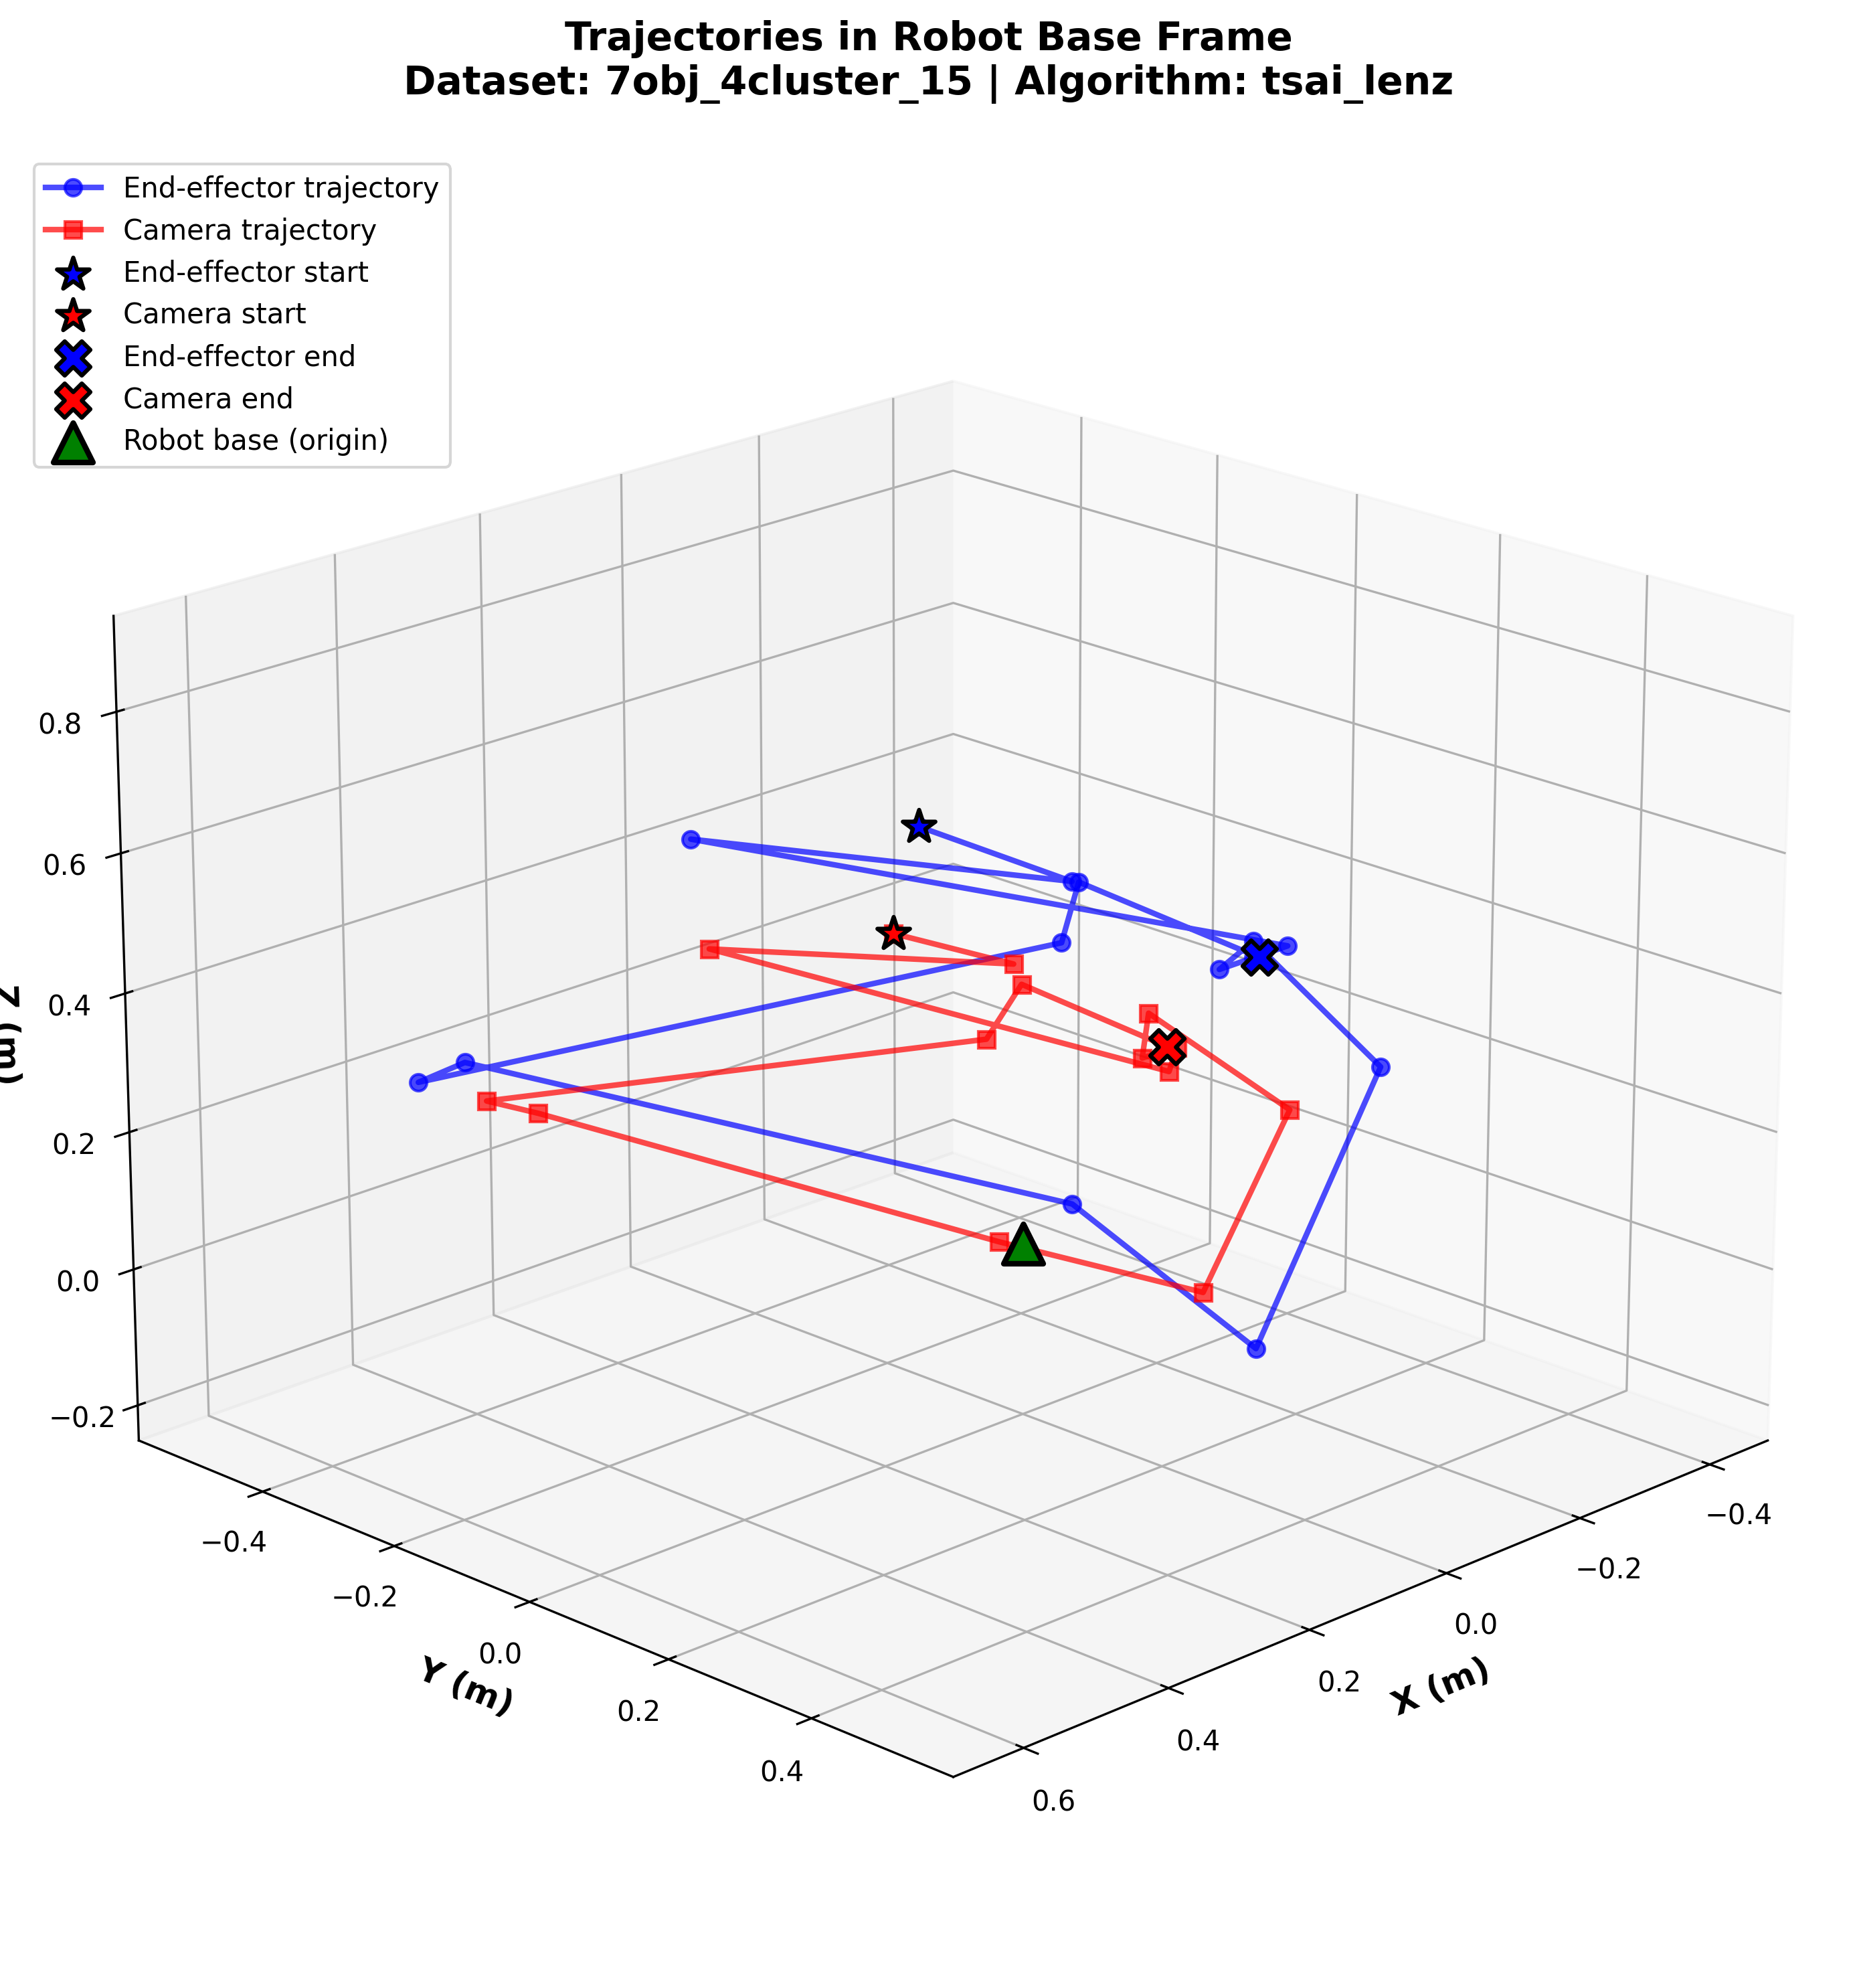 Trajectories in Robot Base Frame
Dataset: 7obj_4cluster_15 | Algorithm: tsai_lenz
End-effector trajectory
Camera trajectory
End-effector start
Camera start
End-effector end
Camera end
Robot base (origin)
0.8
0.6
0.4
0.2
0.0
−0.2
Z (m)
−0.4
−0.2
0.0
0.2
0.4
Y (m)
−0.4
−0.2
0.0
0.2
0.4
0.6
X (m)